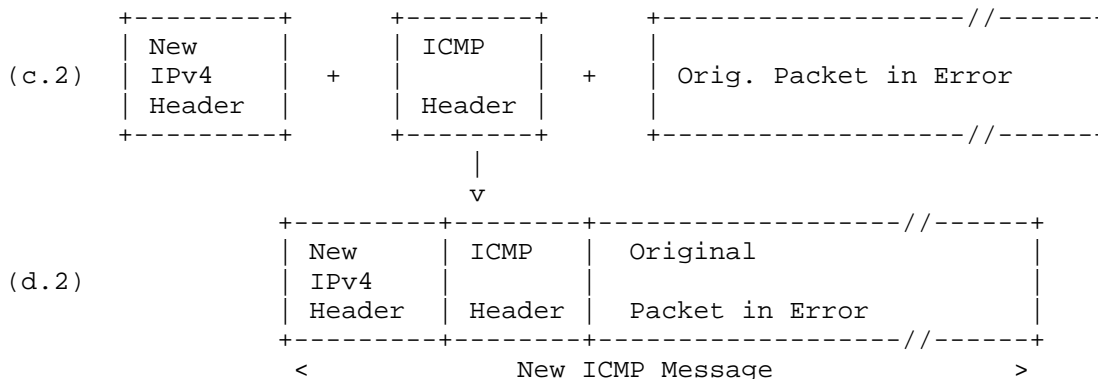 New ICMP
(c.2) IPv4 + + Orig. Packet in Error
Header Header
v
New ICMP Original
(d.2) IPv4
Header Header Packet in Error
< New ICMP Message >